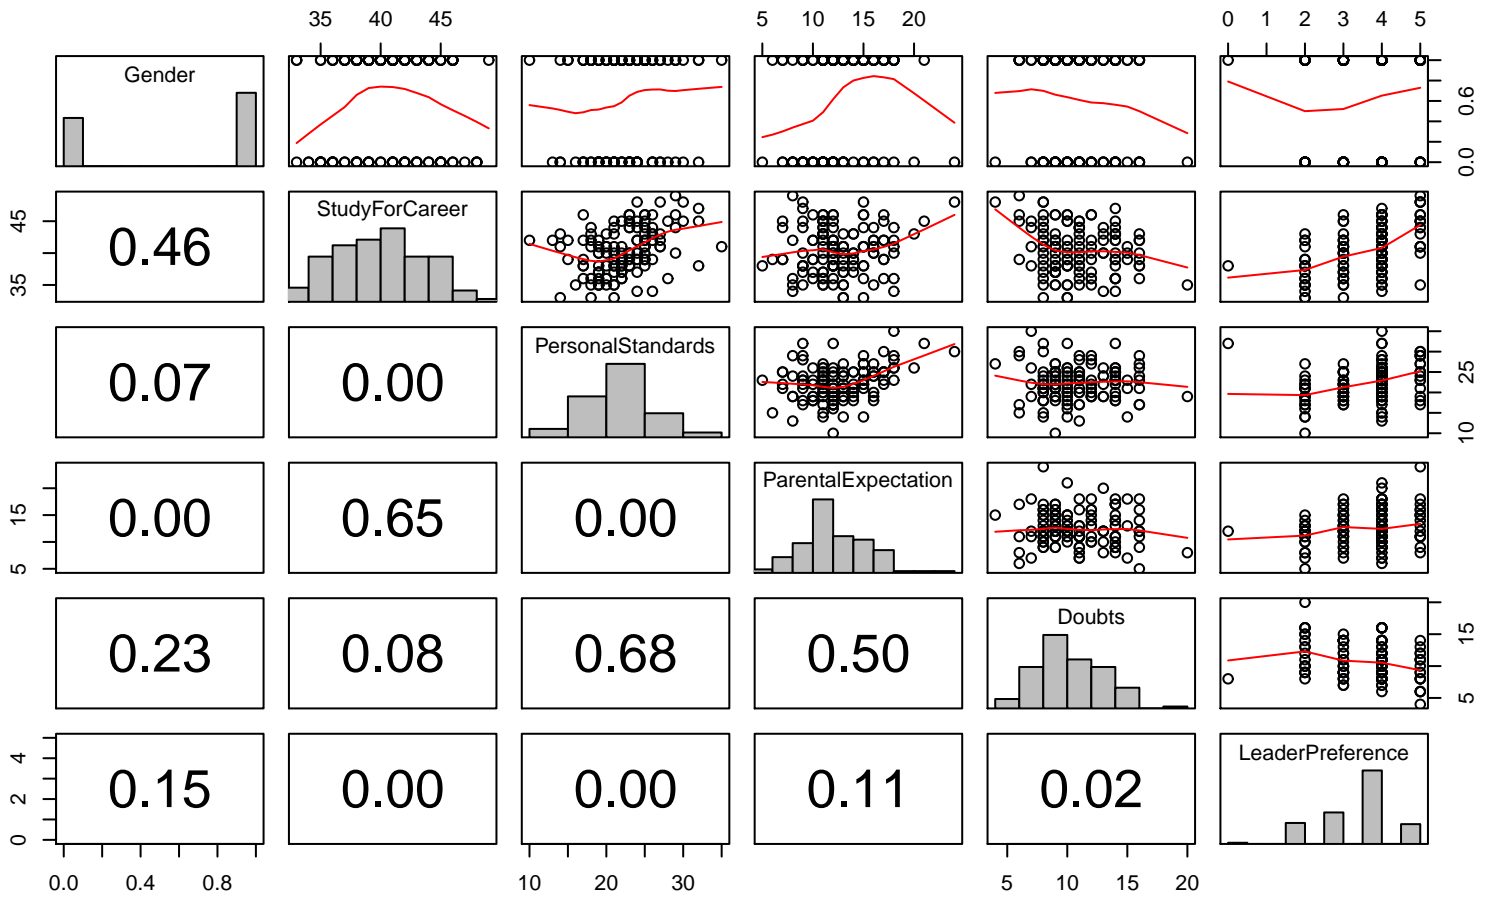 35 40 45 5 10 15 20 0 1 2 3 4 5
Gender
0.0 0.6
35 45
0.46
StudyForCareer
0.07 0.00
PersonalStandards
10 25
5 15
0.00 0.65 0.00
ParentalExpectation
0.23 0.08 0.68 0.50
Doubts
5 15
0 2 4
0.15 0.00 0.00 0.11 0.02
LeaderPreference
0.0 0.4 0.8 10 20 30 5 10 15 20